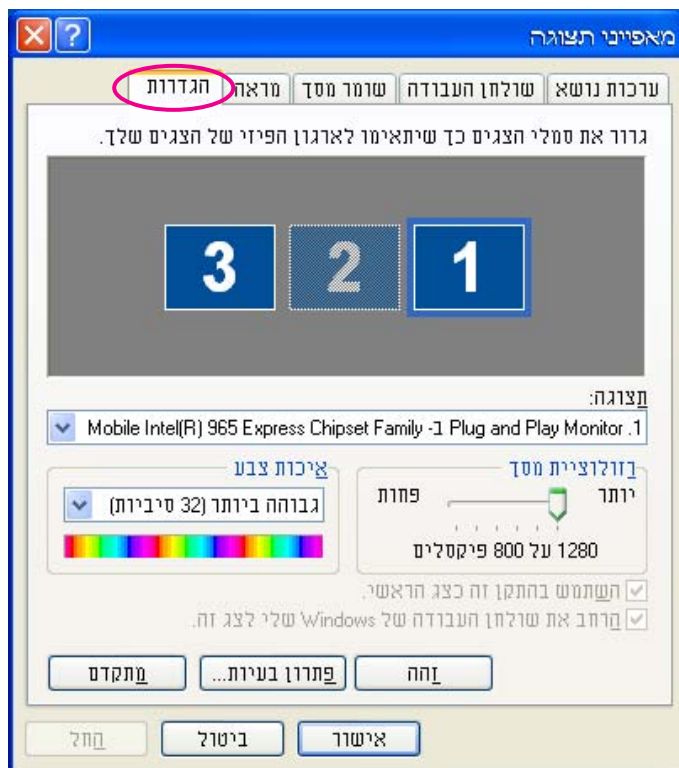 מאפייני תצוגה
ערכות נושא שולחן העבודה שומר מסך מראה הגדרות
גרור את סמלי הצגים כך שיתאימו לארגון הפיזי של הצגים שלך.
1 2 3
תצוגה:
1. Plug and Play Monitor ב- Mobile Intel(R) 965 Express Chipset Family
רזולוציית מסך
יותר פחות
1280 על 800 פיקסלים
איכות צבע
גבוהה ביותר (32 סיביות)
השתמש בהתקן זה כצג הראשי.
הרחב את שולחן העבודה של Windows שלי לצג זה.
זהה פתרון בעיות... מתקדם
אישור ביטול החל